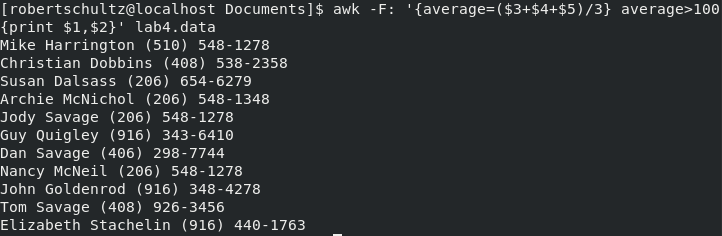 [robertschultz@localhost Documents]$ awk -F: '{average=($3+$4+$5)/3} average>100
{print $1,$2}' lab4.data
Mike Harrington (510) 548-1278
Christian Dobbins (408) 538-2358
Susan Dalsass (206) 654-6279
Archie McNichol (206) 548-1348
Jody Savage (206) 548-1278
Guy Quigley (916) 343-6410
Dan Savage (406) 298-7744
Nancy McNeil (206) 548-1278
John Goldenrod (916) 348-4278
Tom Savage (408) 926-3456
Elizabeth Stachelin (916) 440-1763